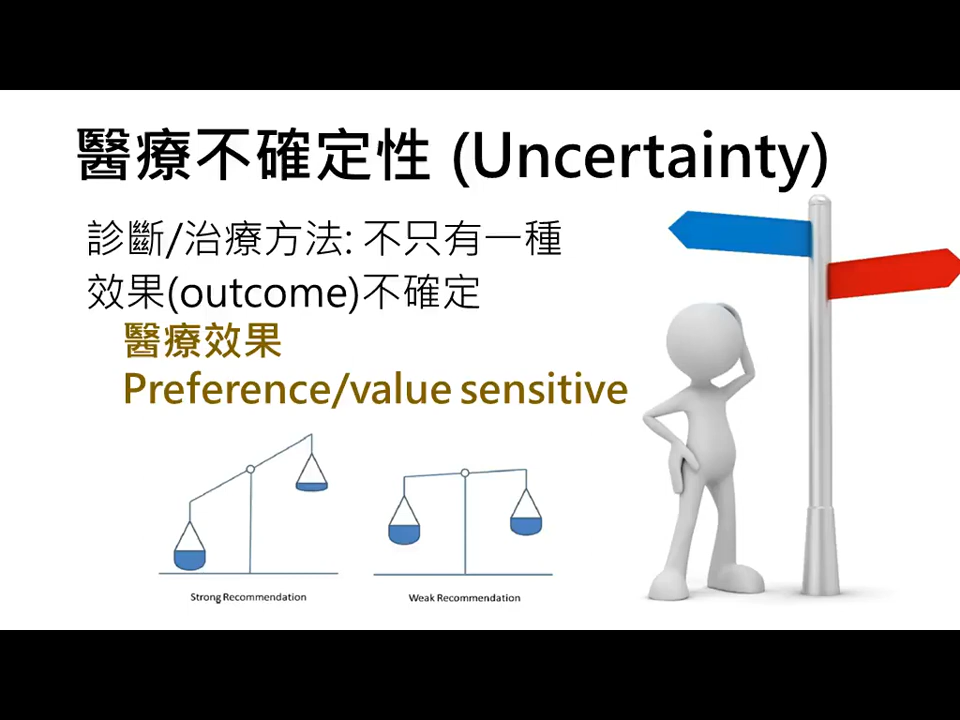 醫療不確定性 (Uncertainty)
診斷/治療方法: 不只有一種
效果(outcome)不確定
醫療效果
Preference/value sensitive
Strong Recommendation
Weak Recommendation